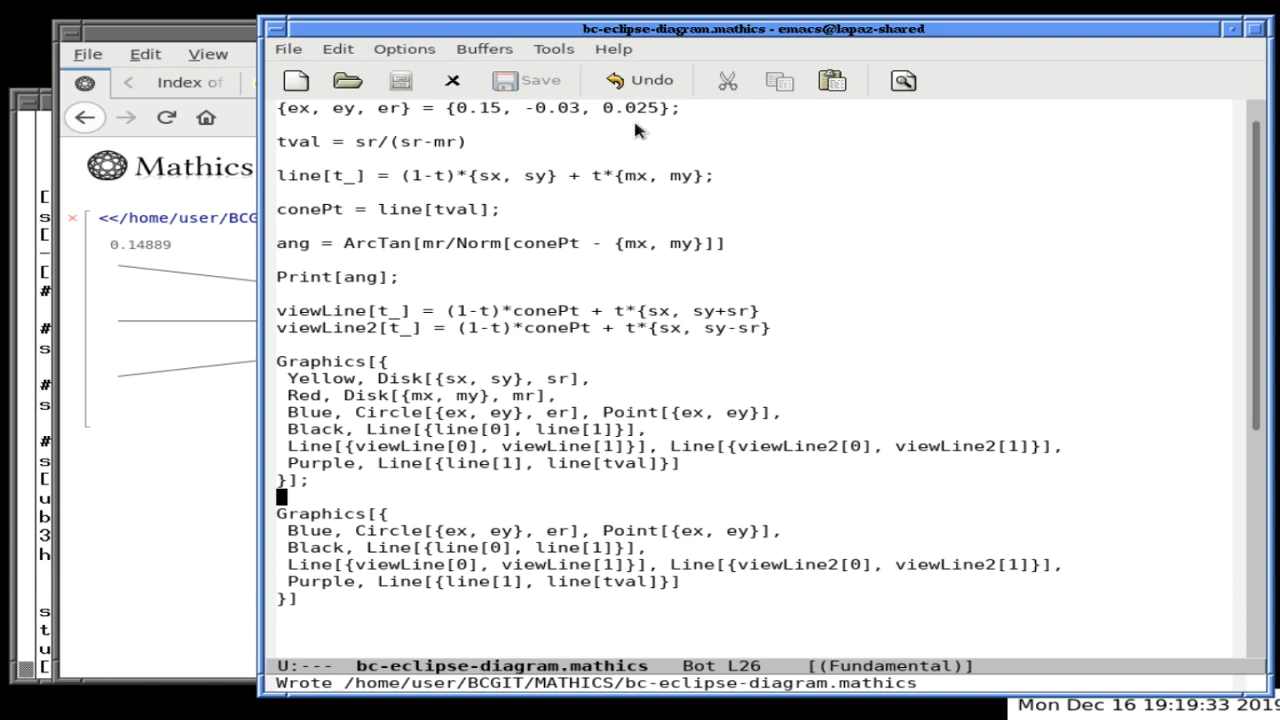 bc-eclipse-diagram.mathics - emacs@lapaz-shared
File Edit View
File Edit Options Buffers Tools Help
Index of
Save Undo
Mathics
<</home/user/BCG
0.14889
[
s
[
_
[
#
#
s
#
s
#
s[
u
b
3
h
s
t
u
[
{ex, ey, er} = {0.15, -0.03, 0.025};
tval = sr/(sr-mr)
line[t_] = (1-t)*{sx, sy} + t*{mx, my};
conePt = line[tval];
ang = ArcTan[mr/Norm[conePt - {mx, my}]]
Print[ang];
viewLine[t_] = (1-t)*conePt + t*{sx, sy+sr}
viewLine2[t_] = (1-t)*conePt + t*{sx, sy-sr}
Graphics[{
 Yellow, Disk[{sx, sy}, sr],
 Red, Disk[{mx, my}, mr],
 Blue, Circle[{ex, ey}, er], Point[{ex, ey}],
 Black, Line[{line[0], line[1]}],
 Line[{viewLine[0], viewLine[1]}], Line[{viewLine2[0], viewLine2[1]}],
 Purple, Line[{line[1], line[tval]}]
}];
Graphics[{
 Blue, Circle[{ex, ey}, er], Point[{ex, ey}],
 Black, Line[{line[0], line[1]}],
 Line[{viewLine[0], viewLine[1]}], Line[{viewLine2[0], viewLine2[1]}],
 Purple, Line[{line[1], line[tval]}]
}]
U:--- bc-eclipse-diagram.mathics Bot L26 [(Fundamental)]
Wrote /home/user/BCGIT/MATHICS/bc-eclipse-diagram.mathics
Mon Dec 16 19:19:33 2019